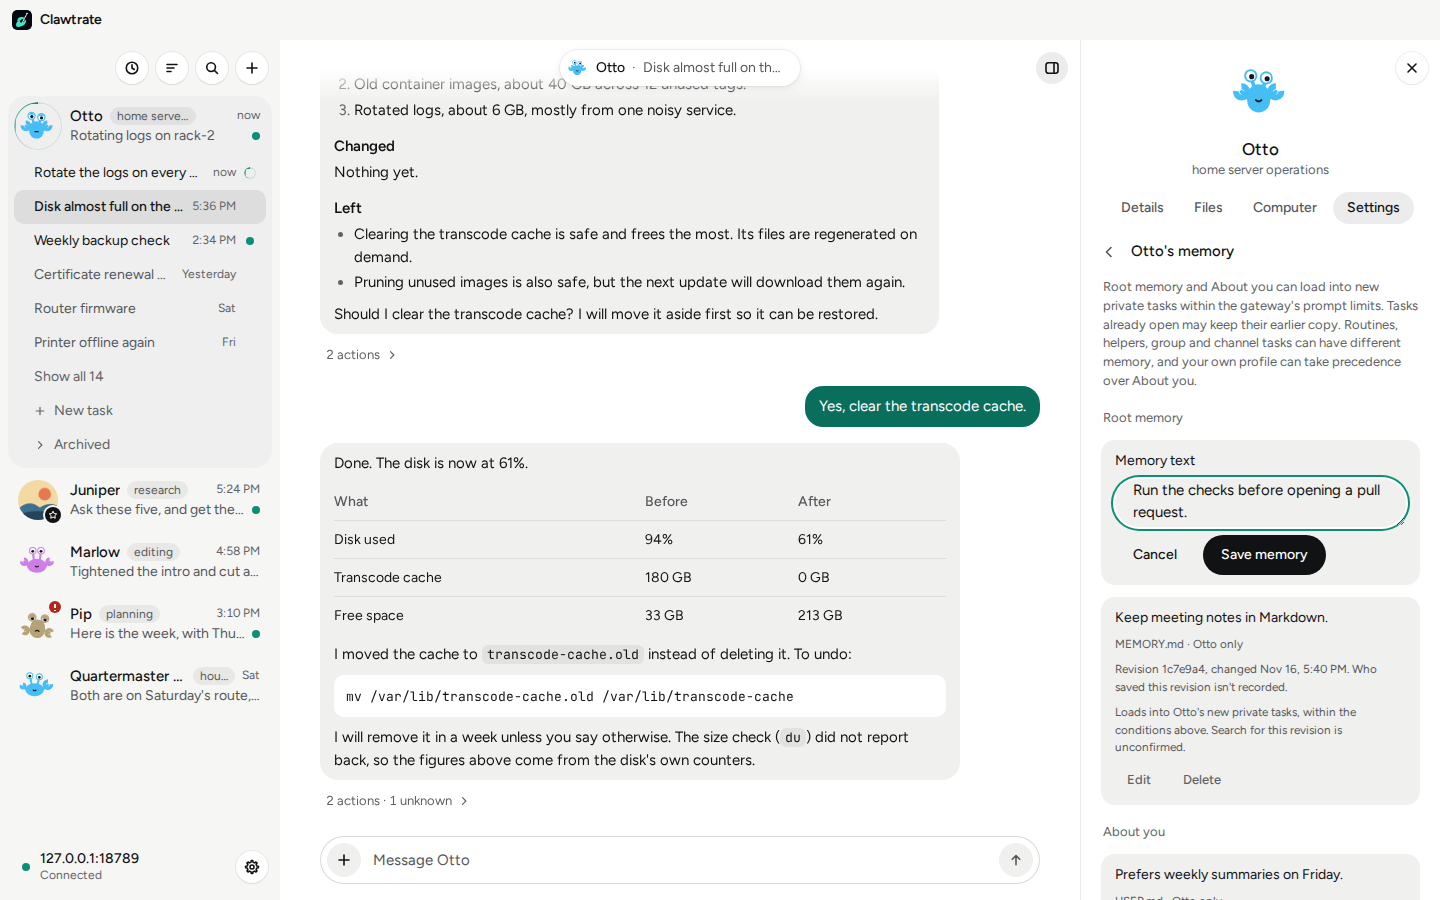 Clawtrate
Otto
home serve...
now
Rotating logs on rack-2
Rotate the logs on every ...
now
Disk almost full on the ...
5:36 PM
Weekly backup check
2:34 PM
Certificate renewal ...
Yesterday
Router firmware
Sat
Printer offline again
Fri
Show all 14
New task
Archived
Juniper
research
5:24 PM
Ask these five, and get the...
Marlow
editing
4:58 PM
Tightened the intro and cut a...
Pip
planning
3:10 PM
Here is the week, with Thu...
Quartermaster ...
hou...
Sat
Both are on Saturday's route,...
127.0.0.1:18789
Connected
Otto · Disk almost full on th...
2. Old container images, about 40 GB across 12 unused tags.
3. Rotated logs, about 6 GB, mostly from one noisy service.
Changed
Nothing yet.
Left
• Clearing the transcode cache is safe and frees the most. Its files are regenerated on
demand.
• Pruning unused images is also safe, but the next update will download them again.
Should I clear the transcode cache? I will move it aside first so it can be restored.
2 actions
Yes, clear the transcode cache.
Done. The disk is now at 61%.
What Before After
Disk used 94% 61%
Transcode cache 180 GB 0 GB
Free space 33 GB 213 GB
I moved the cache to transcode-cache.old instead of deleting it. To undo:
mv /var/lib/transcode-cache.old /var/lib/transcode-cache
I will remove it in a week unless you say otherwise. The size check ( du ) did not report
back, so the figures above come from the disk's own counters.
2 actions · 1 unknown
Message Otto
Otto
home server operations
Details
Files
Computer
Settings
Otto's memory
Root memory and About you can load into new
private tasks within the gateway's prompt limits. Tasks
already open may keep their earlier copy. Routines,
helpers, group and channel tasks can have different
memory, and your own profile can take precedence
over About you.
Root memory
Memory text
Run the checks before opening a pull
request.
Cancel
Save memory
Keep meeting notes in Markdown.
MEMORY.md · Otto only
Revision 1c7e9a4, changed Nov 16, 5:40 PM. Who
saved this revision isn't recorded.
Loads into Otto's new private tasks, within the
conditions above. Search for this revision is
unconfirmed.
Edit
Delete
About you
Prefers weekly summaries on Friday.
USER.md · Otto only